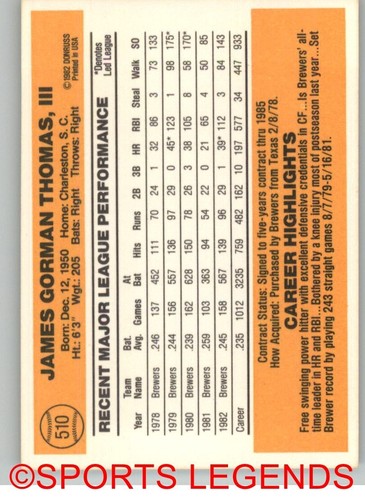 510
JAMES GORMAN THOMAS, III
Born: Dec. 12, 1950 Home: Charleston, S. C.
Ht.: 6'3" Wgt.: 205 Bats: Right Throws: Right
© 1982 DONRUSS
Printed in USA
RECENT MAJOR LEAGUE PERFORMANCE
*Denotes
Led League
Year Team Name Bat. Avg. Games At Bat Hits Runs 2B 3B HR RBI Steal Walk SO
1978 Brewers .246 137 452 111 70 24 1 32 86 3 73 133
1979 Brewers .244 156 557 136 97 29 0 45* 123 1 98 175*
1980 Brewers .239 162 628 150 78 26 3 38 105 8 58 170*
1981 Brewers .259 103 363 94 54 22 0 21 65 4 50 85
1982 Brewers .245 158 567 139 96 29 1 39* 112 3 84 143
Career .235 1012 3235 759 482 162 10 197 577 34 447 933
Contract Status: Signed to five-years contract thru 1985
How Acquired: Purchased by Brewers from Texas 2/8/78.
CAREER HIGHLIGHTS
Free swinging power hitter with excellent defensive credentials in CF...Is Brewers' all-
time leader in HR and RBI...Bothered by a knee injury most of postseason last year...Set
Brewer record by playing 243 straight games 8/7/79-5/16/81.
©SPORTS LEGENDS